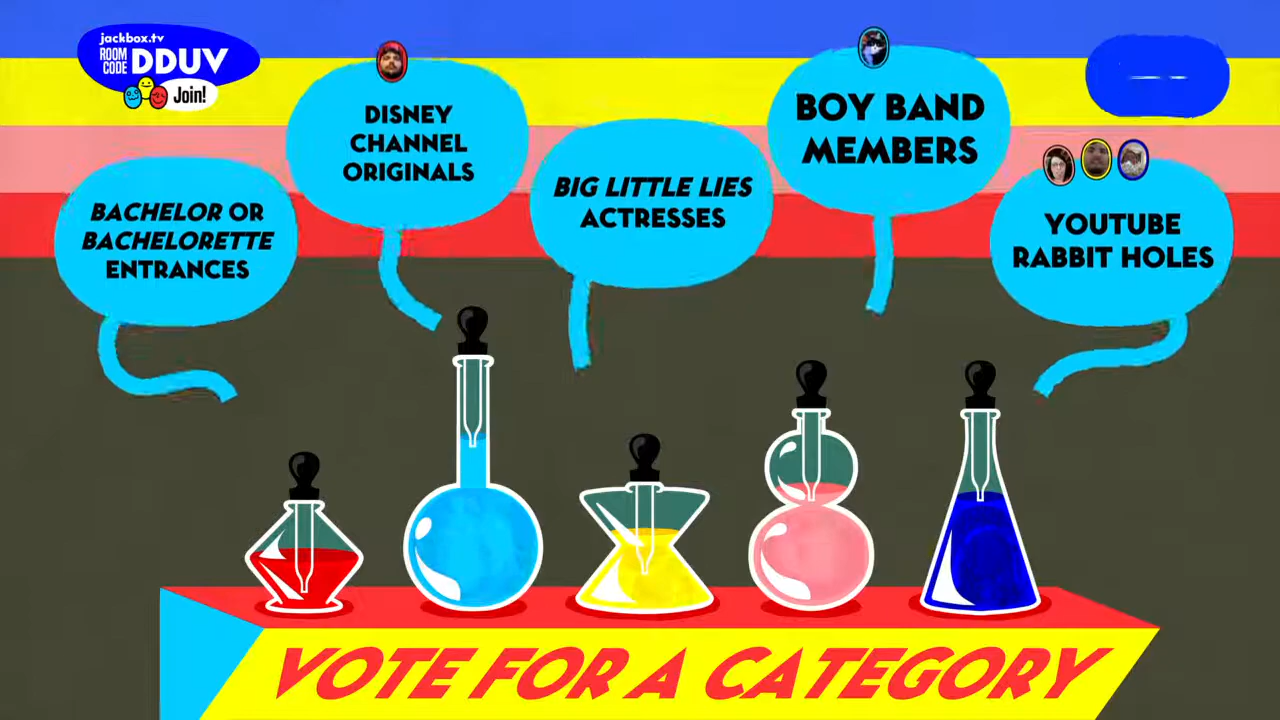 jackbox.tv
ROOM
CODE
DDUV
Join!
DISNEY
CHANNEL
ORIGINALS
BOY BAND
MEMBERS
BACHELOR OR
BACHELORETTE
ENTRANCES
BIG LITTLE LIES
ACTRESSES
YOUTUBE
RABBIT HOLES
VOTE FOR A CATEGORY